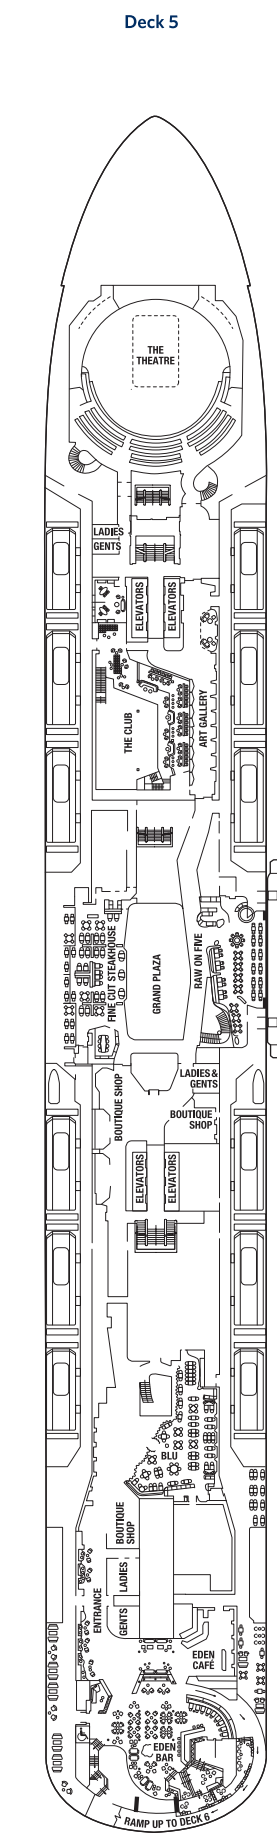 Deck 5
THE
THEATRE
LADIES
GENTS
ELEVATORS
ELEVATORS
THE CLUB
ART GALLERY
FINE CUT STEAKHOUSE
GRAND PLAZA
RAW ON FIVE
LADIES &
GENTS
BOUTIQUE SHOP
BOUTIQUE
SHOP
ELEVATORS
ELEVATORS
BLU
BOUTIQUE
SHOP
LADIES
GENTS
ENTRANCE
EDEN
CAFÉ
EDEN
BAR
RAMP UP TO DECK 6